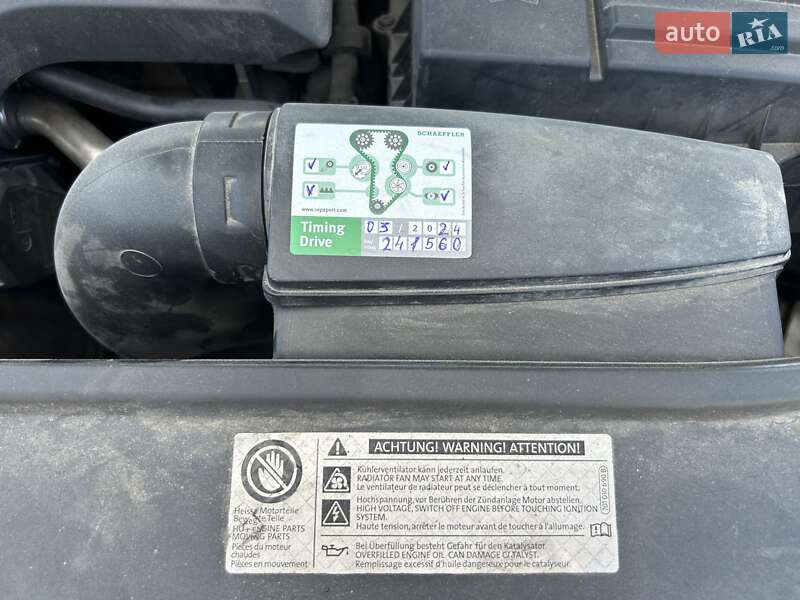 auto RIA .com
SCHAEFFLER
www.repxpert.com
Timing Drive
03 / 2024
241560
ACHTUNG! WARNING! ATTENTION!
Kühlerventilator kann jederzeit anlaufen.
RADIATOR FAN MAY START AT ANY TIME.
Le ventilateur de radiateur peut se déclencher à tout moment.
Hochspannung, vor Berühren der Zündanlage Motor abstellen.
HIGH VOLTAGE, SWITCH OFF ENGINE BEFORE TOUCHING IGNITION
SYSTEM.
Haute tension, arrêter le moteur avant de toucher à l'allumage.
Bei Überfüllung besteht Gefahr für den Katalysator.
OVERFILLED ENGINE OIL CAN DAMAGE CATALYST.
Remplissage excessif d'huile dangereux pour le catalyseur.
Heisse Motorteile
Bewegte Teile
HOT ENGINE PARTS
MOVING PARTS
Pièces du moteur
chaudes
Pièces en mouvement